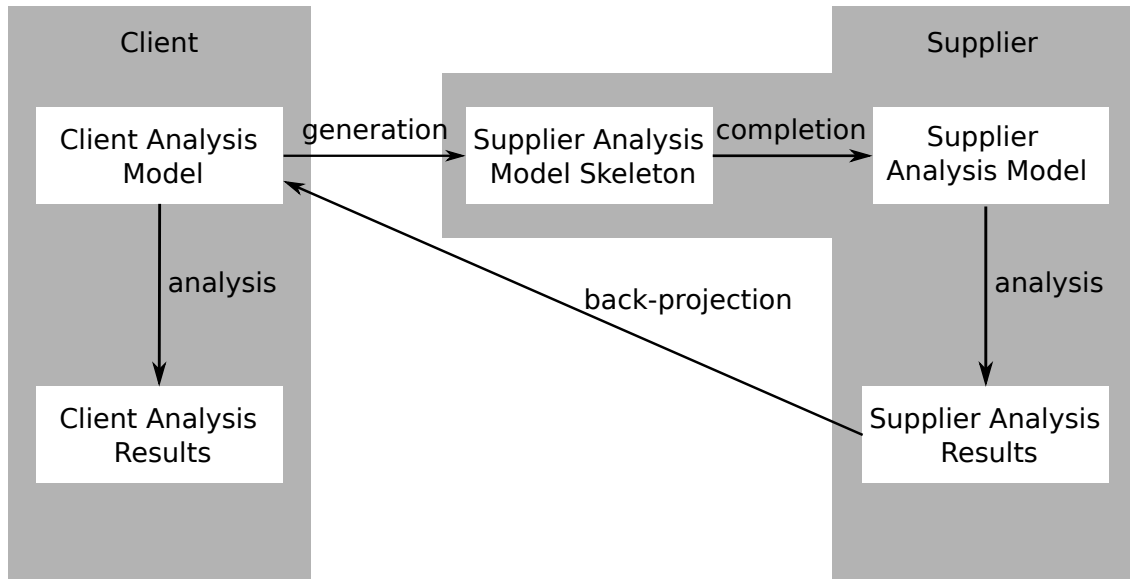 Client
Supplier
Client Analysis
Model
generation
Supplier Analysis
Model Skeleton
completion
Supplier
Analysis Model
analysis
back-projection
analysis
Client Analysis
Results
Supplier Analysis
Results